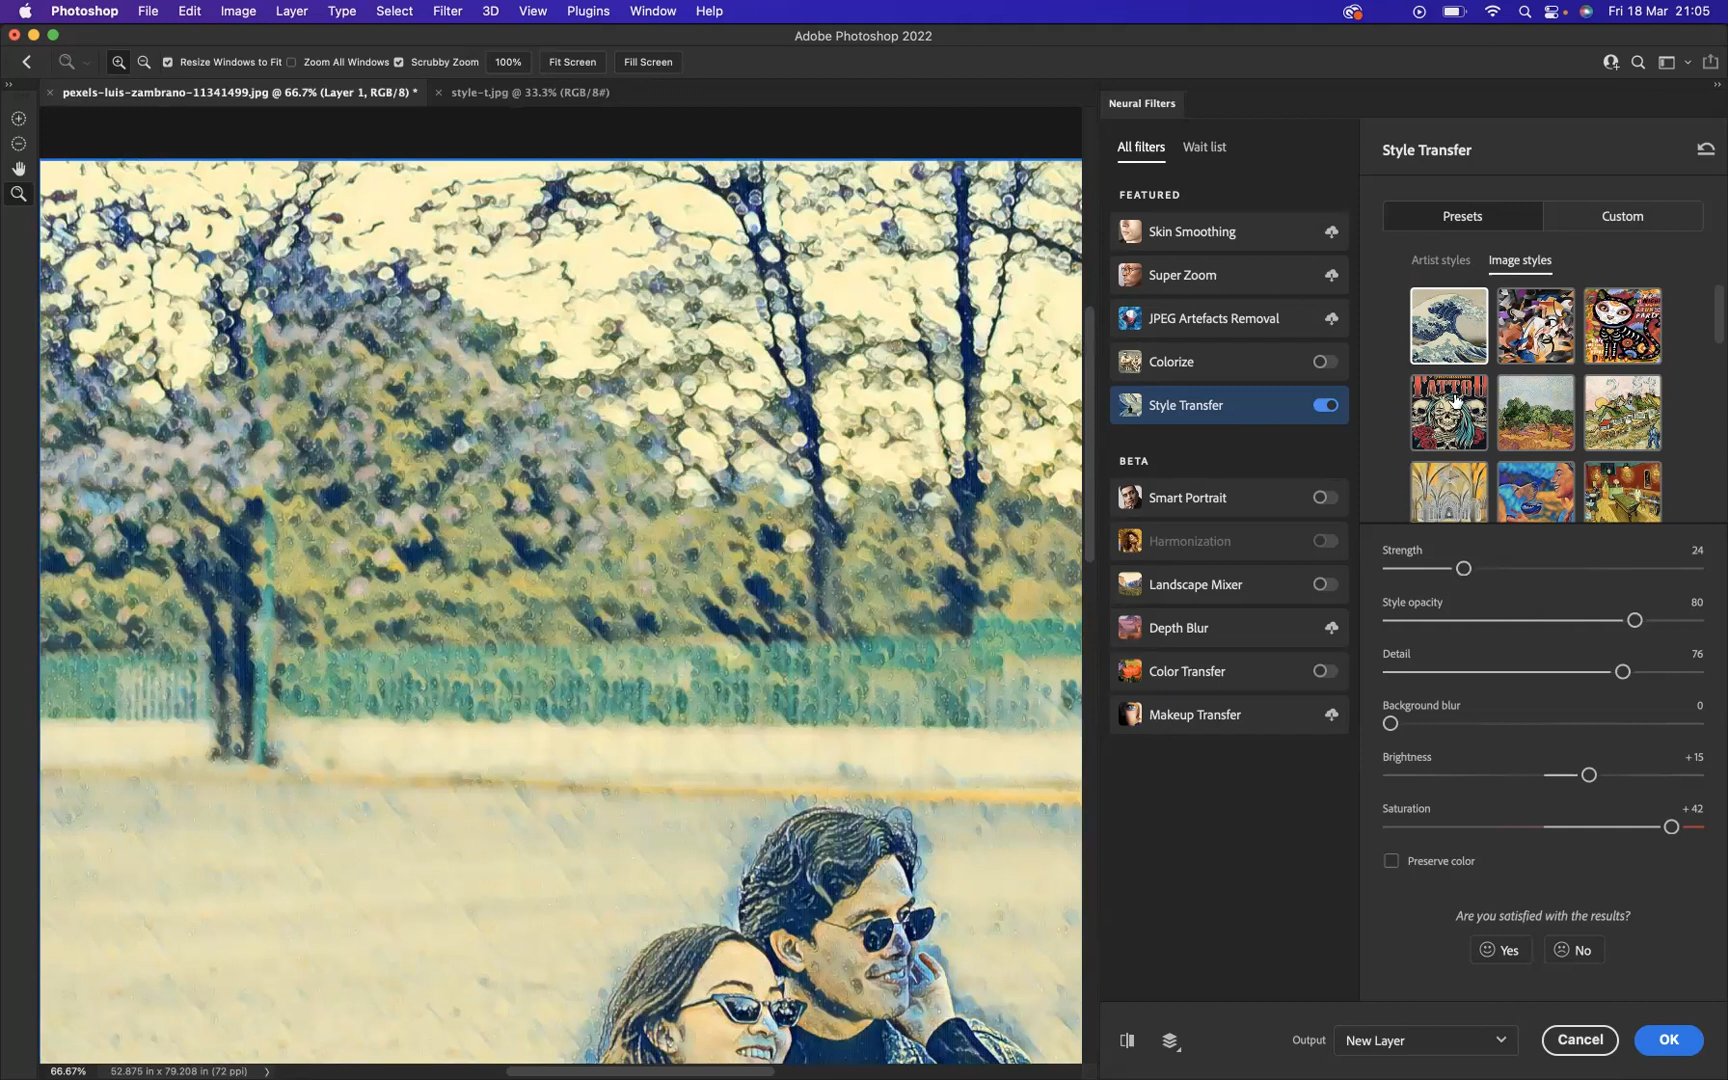 Photoshop File Edit Image Layer Type Select Filter 3D View Plugins Window Help Fri 18 Mar 21:05
Adobe Photoshop 2022
Resize Windows to Fit Zoom All Windows Scrubby Zoom 100% Fit Screen Fill Screen
pexels-luis-zambrano-11341499.jpg @ 66.7% (Layer 1, RGB/8) * style-t.jpg @ 33.3% (RGB/8#)
Neural Filters
All filters Wait list
FEATURED
Skin Smoothing
Super Zoom
JPEG Artefacts Removal
Colorize
Style Transfer
BETA
Smart Portrait
Harmonization
Landscape Mixer
Depth Blur
Color Transfer
Makeup Transfer
Style Transfer
Presets Custom
Artist styles Image styles
PARTY
TATTOO
Strength 24
Style opacity 80
Detail 76
Background blur 0
Brightness +15
Saturation +42
Preserve color
Are you satisfied with the results?
Yes No
Output New Layer Cancel OK
66.67% 52.875 in x 79.208 in (72 ppi)